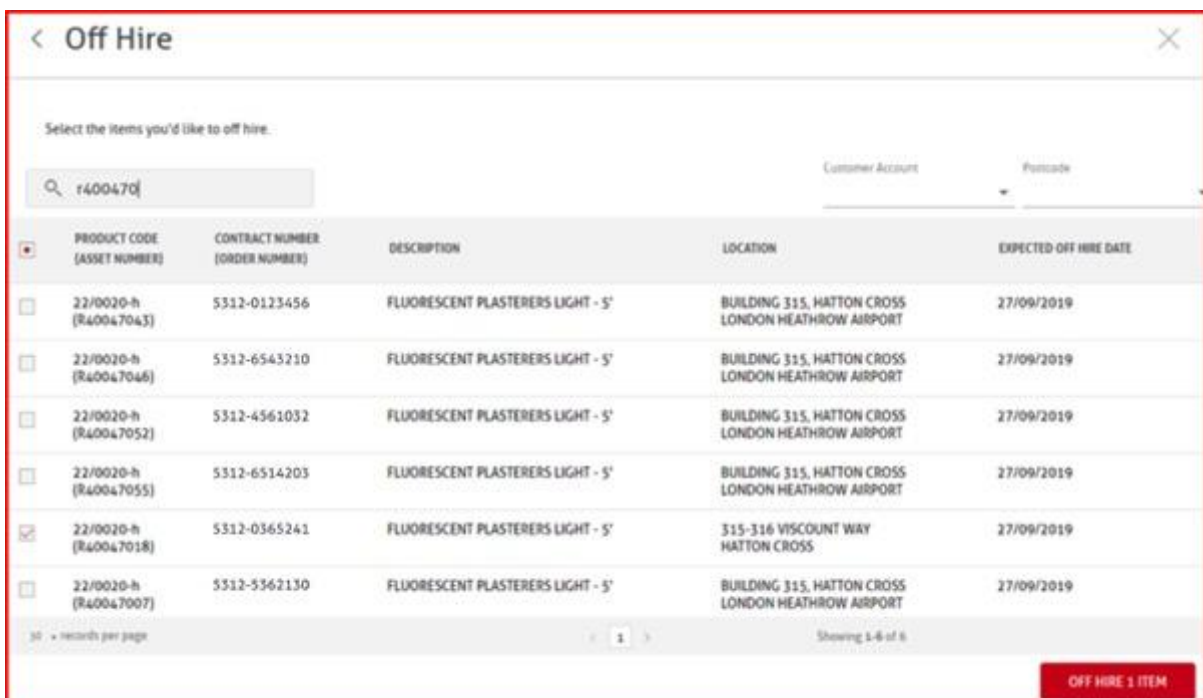 Off Hire
Select the items you'd like to off hire.
Customer Account
Postcode
r400470
PRODUCT CODE
(ASSET NUMBER)
CONTRACT NUMBER
(ORDER NUMBER)
DESCRIPTION
LOCATION
EXPECTED OFF HIRE DATE
22/0020-h
(R40047043)
5312-0123456
FLUORESCENT PLASTERERS LIGHT - 5'
BUILDING 315, HATTON CROSS
LONDON HEATHROW AIRPORT
27/09/2019
22/0020-h
(R40047046)
5312-6543210
FLUORESCENT PLASTERERS LIGHT - 5'
BUILDING 315, HATTON CROSS
LONDON HEATHROW AIRPORT
27/09/2019
22/0020-h
(R40047052)
5312-4561032
FLUORESCENT PLASTERERS LIGHT - 5'
BUILDING 315, HATTON CROSS
LONDON HEATHROW AIRPORT
27/09/2019
22/0020-h
(R40047055)
5312-6514203
FLUORESCENT PLASTERERS LIGHT - 5'
BUILDING 315, HATTON CROSS
LONDON HEATHROW AIRPORT
27/09/2019
22/0020-h
(R40047018)
5312-0365241
FLUORESCENT PLASTERERS LIGHT - 5'
315-316 VISCOUNT WAY
HATTON CROSS
27/09/2019
22/0020-h
(R40047007)
5312-5362130
FLUORESCENT PLASTERERS LIGHT - 5'
BUILDING 315, HATTON CROSS
LONDON HEATHROW AIRPORT
27/09/2019
records per page
1
Showing 1-6 of 6
OFF HIRE 1 ITEM